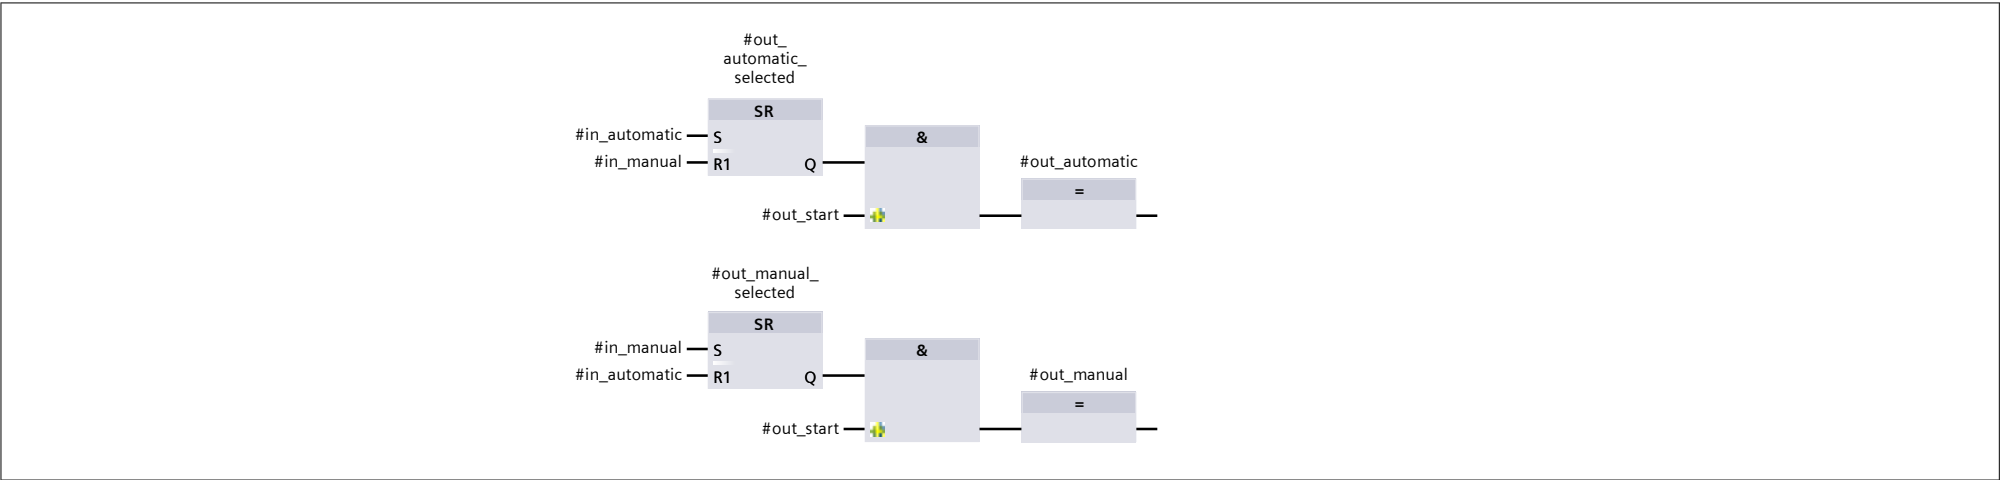 #out_
automatic_
selected
SR
#in_automatic
S
&
#in_manual
R1
Q
#out_automatic
=
#out_start
#out_manual_
selected
SR
#in_manual
S
&
#in_automatic
R1
Q
#out_manual
=
#out_start